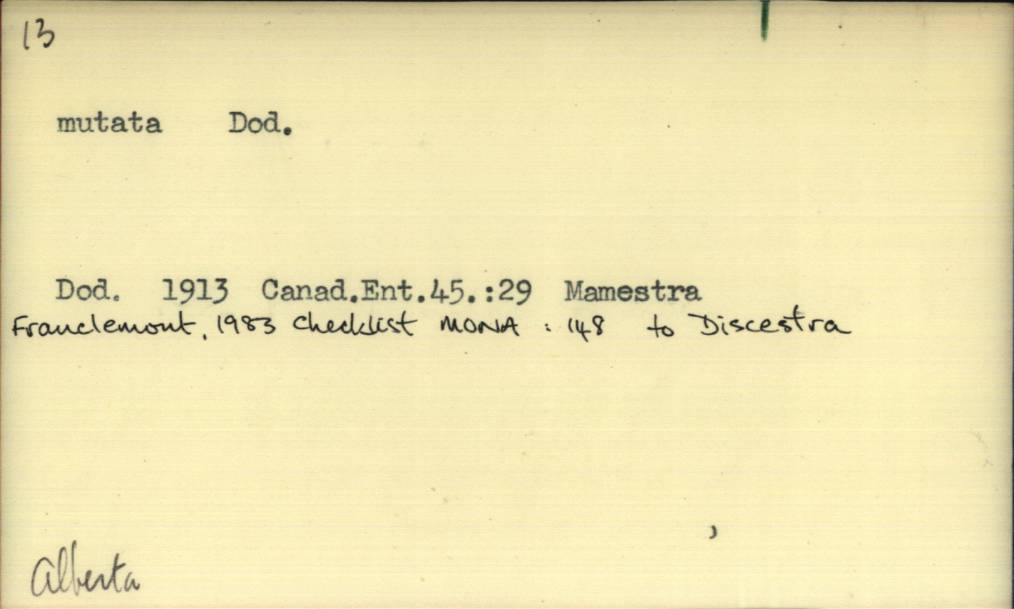 13
mutata Dod.
Dod. 1913 Canad.Ent.45.:29 Mamestra
Franclemont, 1983 Checklist MONA : 148 to Discestra
Alberta